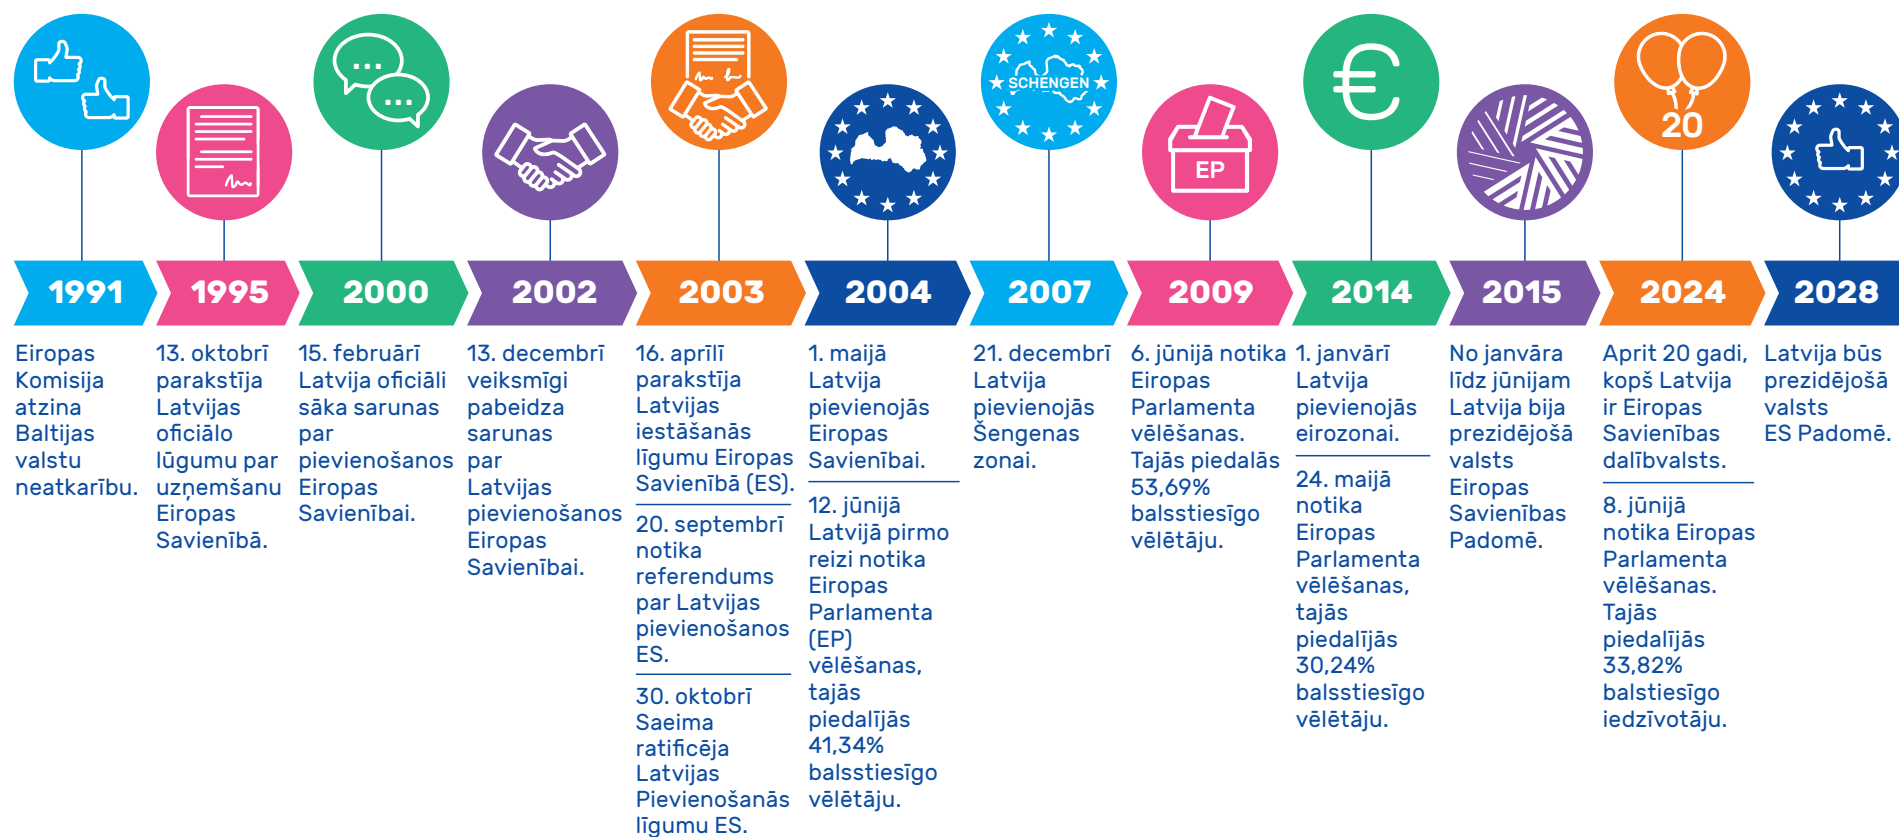 ...
...
20
SCHENGEN
EP
€
1991
1995
2000
2002
2003
2004
2007
2009
2014
2015
2024
2028
Eiropas
Komisija
atzina
Baltijas
valstu
neatkarību.
13. oktobrī
parakstīja
Latvijas
oficiālo
lūgumu par
uzņemšanu
Eiropas
Savienībā.
15. februārī
Latvija oficiāli
sāka sarunas
par
pievienošanos
Eiropas
Savienībai.
13. decembrī
veiksmīgi
pabeidza
sarunas
par
Latvijas
pievienošanos
Eiropas
Savienībai.
16. aprīlī
parakstīja
Latvijas
iestāšanās
līgumu Eiropas
Savienībā (ES).
20. septembrī
notika
referendums
par Latvijas
pievienošanos
ES.
30. oktobrī
Saeima
ratificēja
Latvijas
Pievienošanās
līgumu ES.
1. maijā
Latvija
pievienojās
Eiropas
Savienībai.
12. jūnijā
Latvijā pirmo
reizi notika
Eiropas
Parlamenta
(EP)
vēlēšanas,
tajās
piedalījās
41,34%
balsstiesīgo
vēlētāju.
21. decembrī
Latvija
pievienojās
Šengenas
zonai.
6. jūnijā notika
Eiropas
Parlamenta
vēlēšanas.
Tajās piedalās
53,69%
balsstiesīgo
vēlētāju.
1. janvārī
Latvija
pievienojās
eirozonai.
24. maijā
notika
Eiropas
Parlamenta
vēlēšanas,
tajās
piedalījās
30,24%
balsstiesīgo
vēlētāju.
No janvāra
līdz jūnijam
Latvija bija
prezidējošā
valsts
Eiropas
Savienības
Padomē.
Aprit 20 gadi,
kopš Latvija
ir Eiropas
Savienības
dalībvalsts.
8. jūnijā
notika Eiropas
Parlamenta
vēlēšanas.
Tajās
piedalījās
33,82%
balstiesīgo
iedzīvotāju.
Latvija būs
prezidējošā
valsts
ES Padomē.